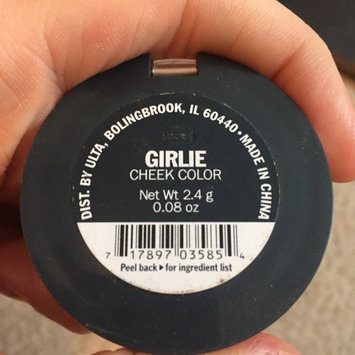 DIST. BY ULTA, BOLINGBROOK, IL 60440 • MADE IN CHINA
GIRLIE
CHEEK COLOR
Net Wt 2.4 g
0.08 oz
7 17897 03585 4
Peel back ▶ for ingredient list